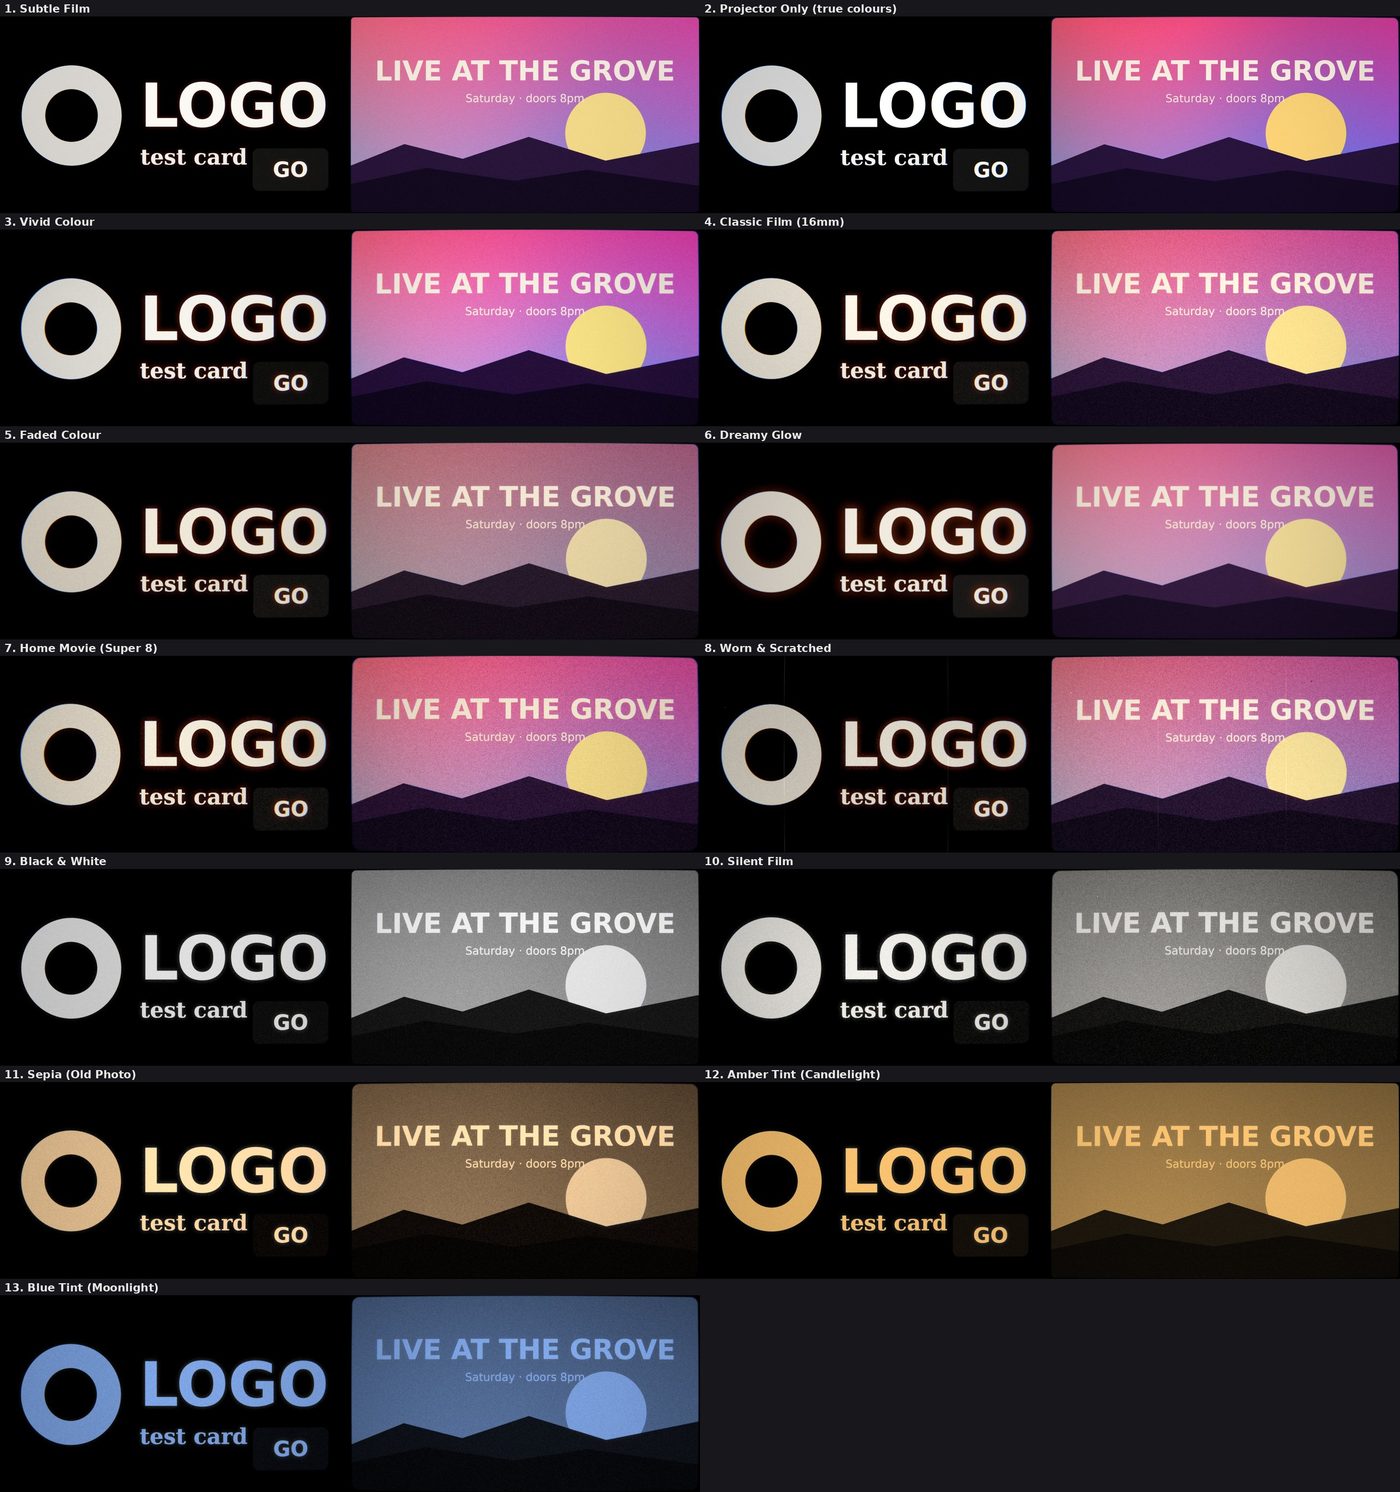 1. Subtle Film
LOGO
test card
GO
LIVE AT THE GROVE
Saturday · doors 8pm
2. Projector Only (true colours)
LOGO
test card
GO
LIVE AT THE GROVE
Saturday · doors 8pm
3. Vivid Colour
LOGO
test card
GO
LIVE AT THE GROVE
Saturday · doors 8pm
4. Classic Film (16mm)
LOGO
test card
GO
LIVE AT THE GROVE
Saturday · doors 8pm
5. Faded Colour
LOGO
test card
GO
LIVE AT THE GROVE
Saturday · doors 8pm
6. Dreamy Glow
LOGO
test card
GO
LIVE AT THE GROVE
Saturday · doors 8pm
7. Home Movie (Super 8)
LOGO
test card
GO
LIVE AT THE GROVE
Saturday · doors 8pm
8. Worn & Scratched
LOGO
test card
GO
LIVE AT THE GROVE
Saturday · doors 8pm
9. Black & White
LOGO
test card
GO
LIVE AT THE GROVE
Saturday · doors 8pm
10. Silent Film
LOGO
test card
GO
LIVE AT THE GROVE
Saturday · doors 8pm
11. Sepia (Old Photo)
LOGO
test card
GO
LIVE AT THE GROVE
Saturday · doors 8pm
12. Amber Tint (Candlelight)
LOGO
test card
GO
LIVE AT THE GROVE
Saturday · doors 8pm
13. Blue Tint (Moonlight)
LOGO
test card
GO
LIVE AT THE GROVE
Saturday · doors 8pm